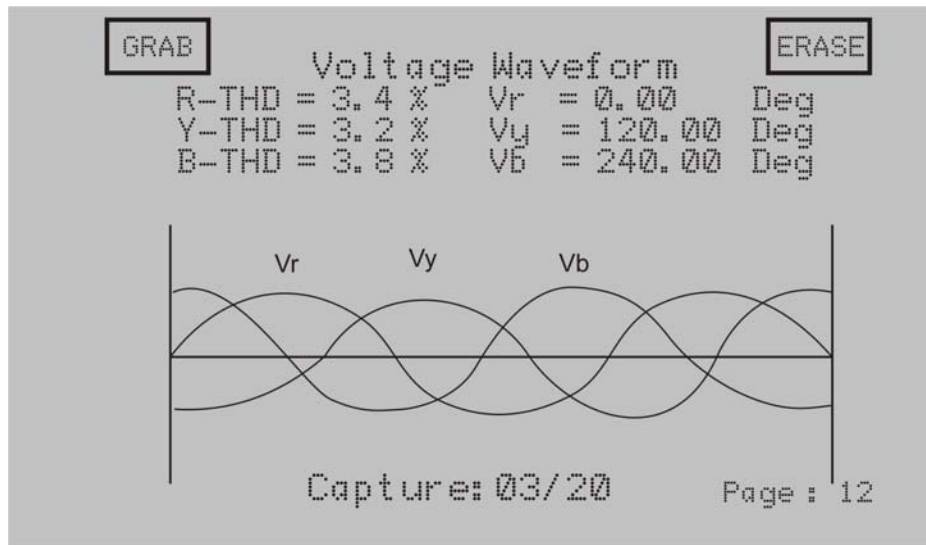 GRAB
ERASE
Voltage Waveform
R-THD = 3.4 % Vr = 0.00 Deg
Y-THD = 3.2 % Vy = 120.00 Deg
B-THD = 3.8 % Vb = 240.00 Deg
Vr Vy Vb
Capture:03/20
Page : 12